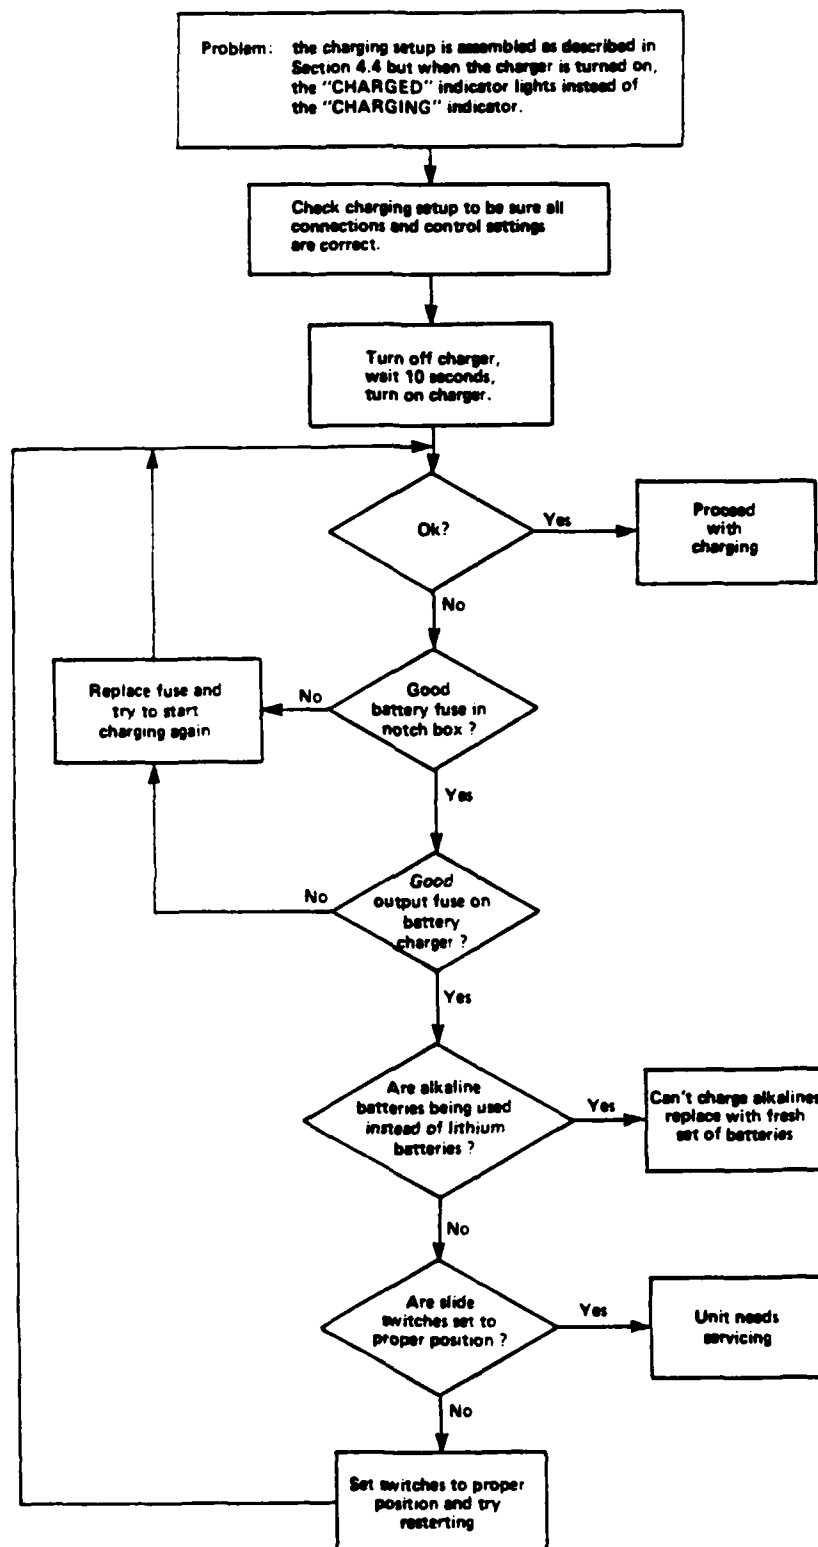 Problem: the charging setup is assembled as described in
Section 4.4 but when the charger is turned on,
the "CHARGED" indicator lights instead of
the "CHARGING" indicator.
Check charging setup to be sure all
connections and control settings
are correct.
Turn off charger,
wait 10 seconds,
turn on charger.
Ok?
Yes
Proceed
with
charging
No
Good
battery fuse in
notch box ?
No
Replace fuse and
try to start
charging again
Yes
Good
output fuse on
battery
charger ?
No
Yes
Are alkaline
batteries being used
instead of lithium
batteries ?
Yes
Can't charge alkalines
replace with fresh
set of batteries
No
Are slide
switches set to
proper position ?
Yes
Unit needs
servicing
No
Set switches to proper
position and try
restarting